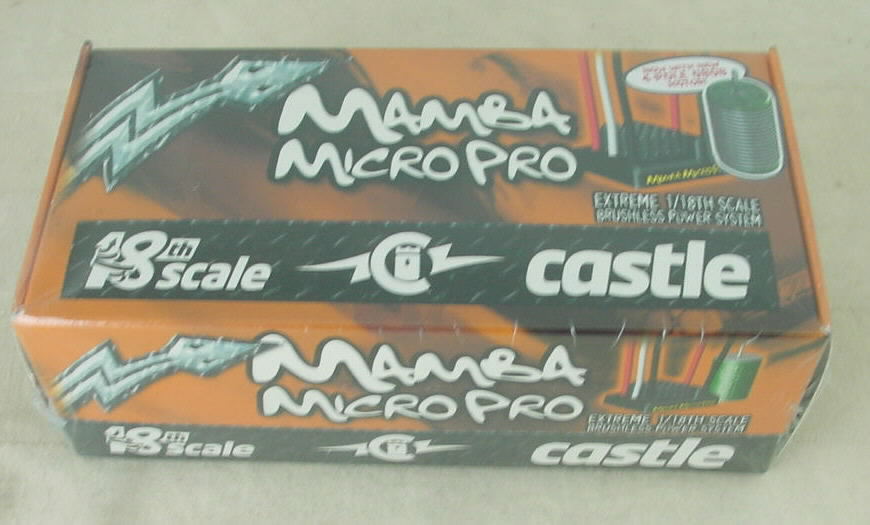 MAMBA
MICRO PRO
EXTREME 1/18TH SCALE
BRUSHLESS POWER SYSTEM
18th scale
castle
MAMBA
MICRO PRO
EXTREME 1/18TH SCALE
BRUSHLESS POWER SYSTEM
18th scale
castle